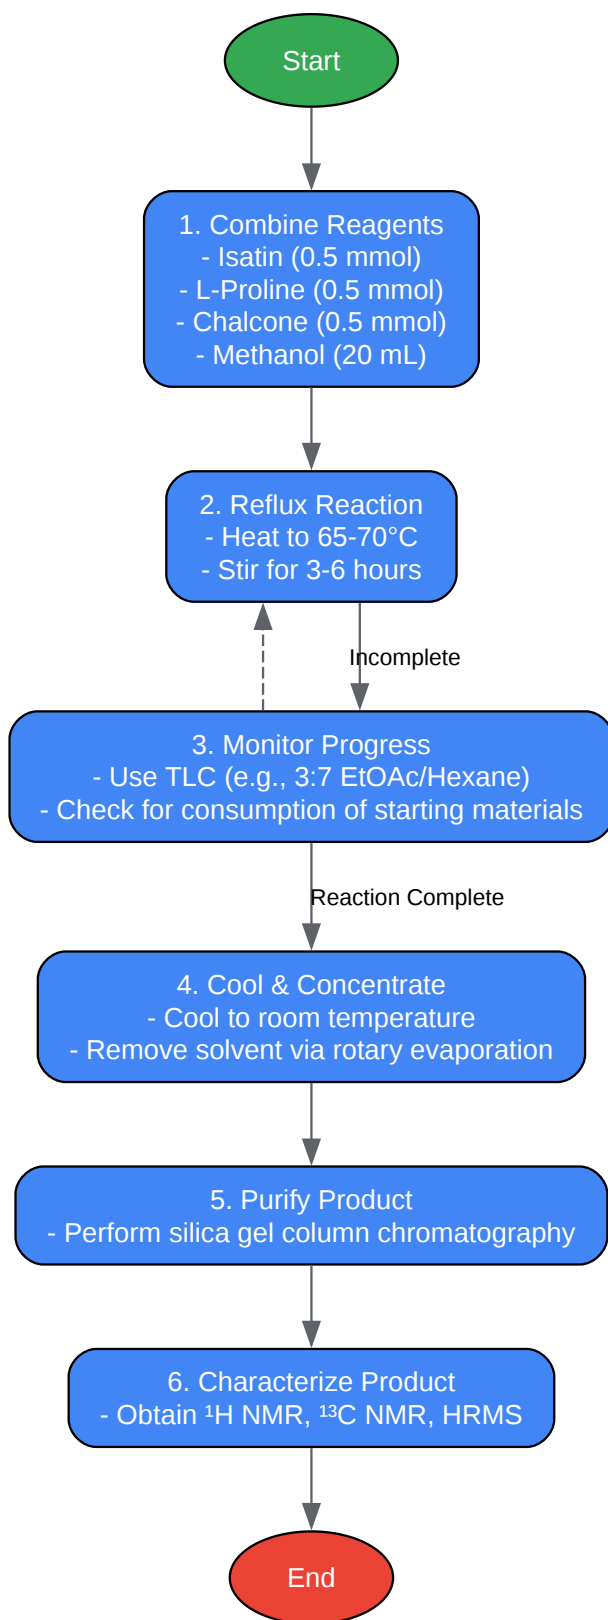 Start
1. Combine Reagents
- Isatin (0.5 mmol)
- L-Proline (0.5 mmol)
- Chalcone (0.5 mmol)
- Methanol (20 mL)
2. Reflux Reaction
- Heat to 65-70°C
- Stir for 3-6 hours
Incomplete
3. Monitor Progress
- Use TLC (e.g., 3:7 EtOAc/Hexane)
- Check for consumption of starting materials
Reaction Complete
4. Cool & Concentrate
- Cool to room temperature
- Remove solvent via rotary evaporation
5. Purify Product
- Perform silica gel column chromatography
6. Characterize Product
- Obtain ¹H NMR, ¹³C NMR, HRMS
End